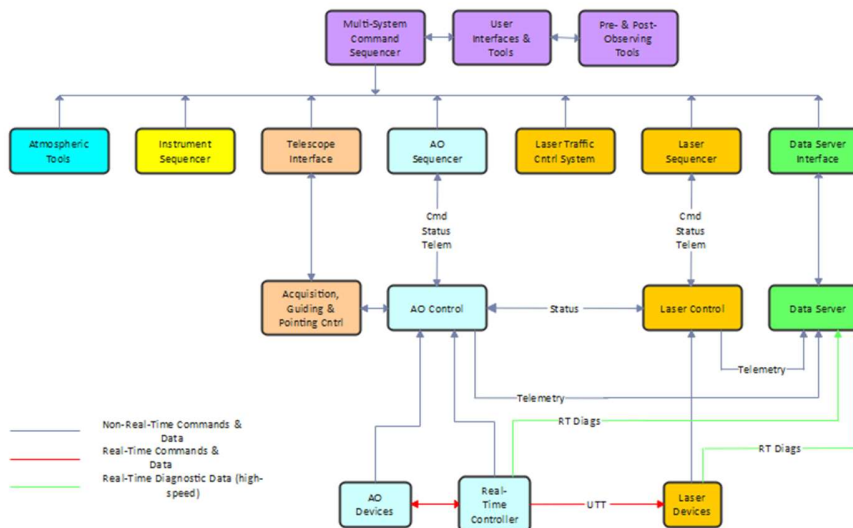 Multi-System
Command
Sequencer
User
Interfaces &
Tools
Pre- & Post-
Observing
Tools
Atmospheric
Tools
Instrument
Sequencer
Telescope
Interface
AO
Sequencer
Laser Traffic
Cntrl System
Laser
Sequencer
Data Server
Interface
Cmd
Status
Telem
Cmd
Status
Telem
Acquisition,
Guiding &
Pointing Cntrl
AO Control
Status
Laser Control
Data Server
Telemetry
Telemetry
Non-Real-Time Commands &
Data
Real-Time Commands &
Data
Real-Time Diagnostic Data (high-
speed)
RT Diags
RT Diags
AO
Devices
Real-
Time
Controller
UTT
Laser
Devices